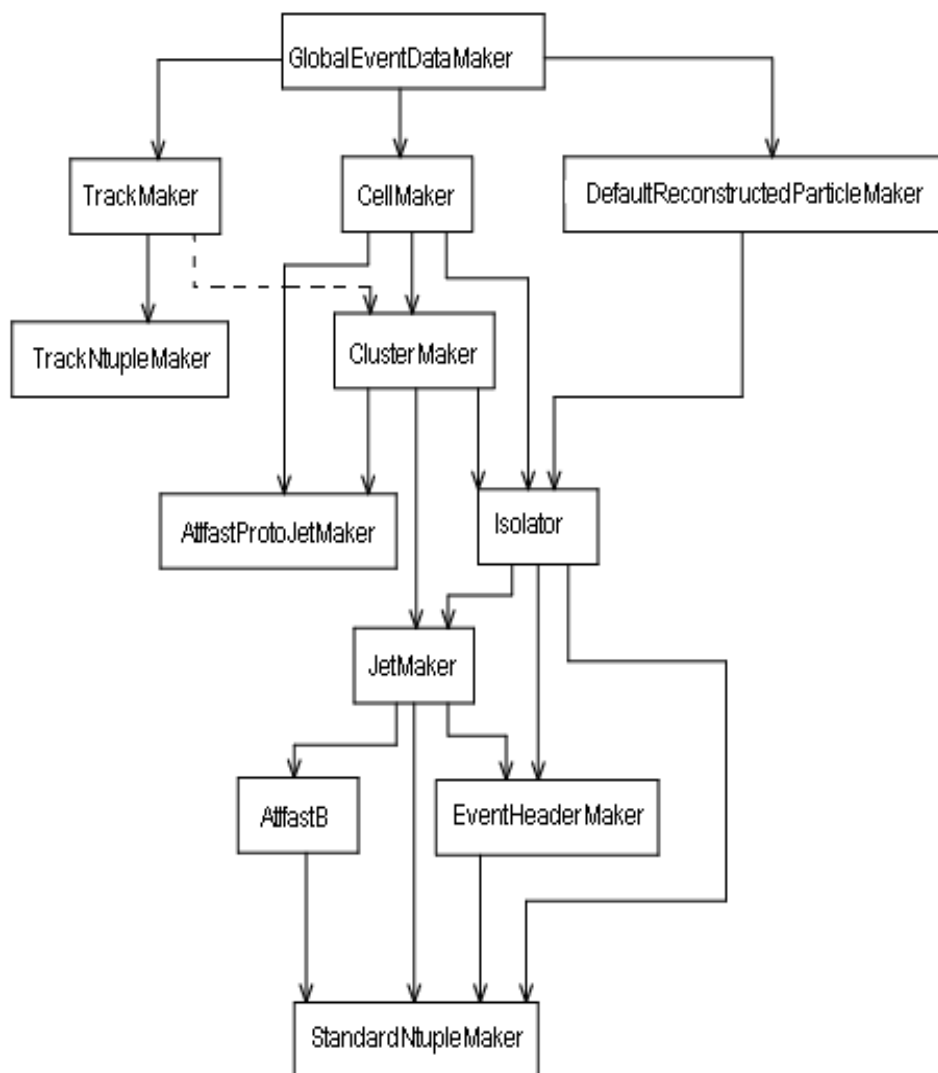 GlobalEventDataMaker
TrackMaker
CellMaker
DefaultReconstructedParticleMaker
TrackNtupleMaker
ClusterMaker
AtlfastProtoJetMaker
Isolator
JetMaker
AtlfastB
EventHeaderMaker
StandardNtupleMaker